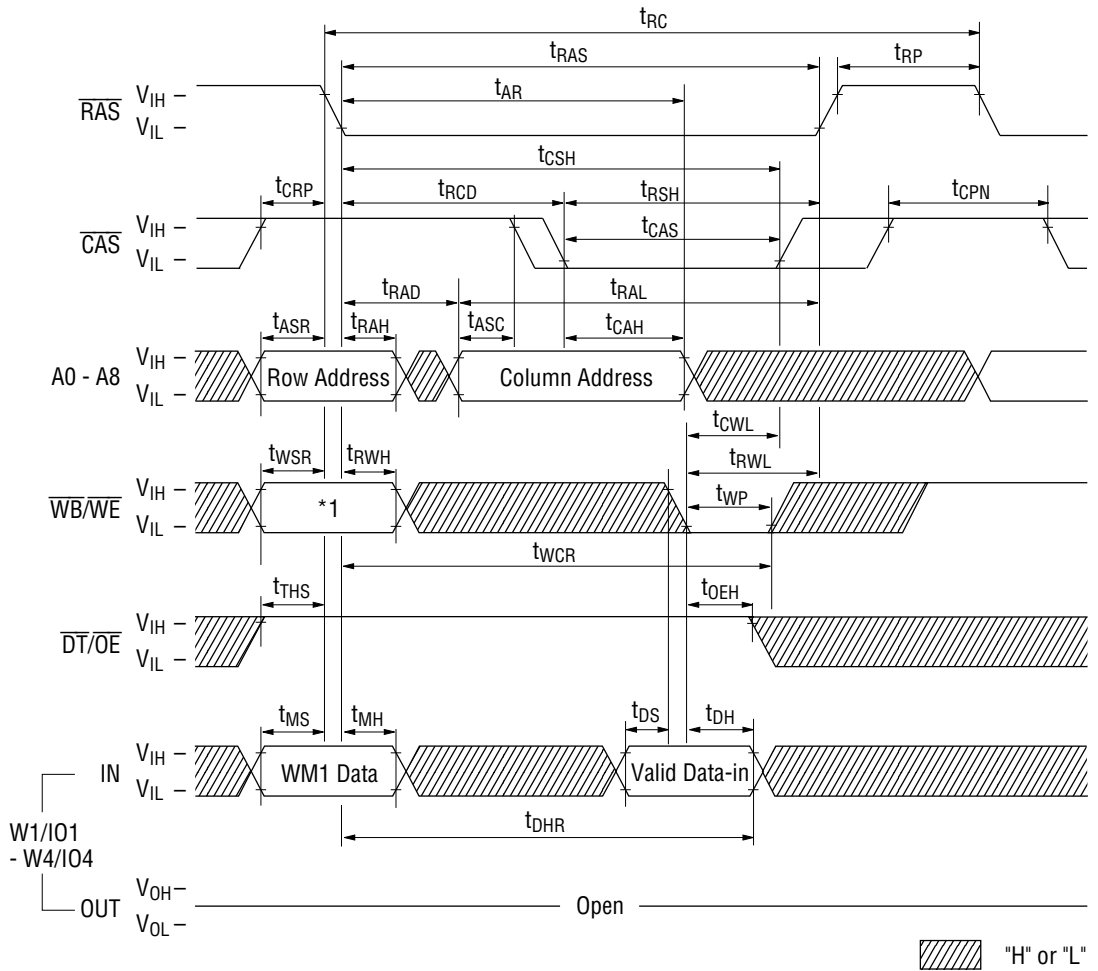 tRC
tRAS
tRP
tAR
RAS
VIH
VIL
tCSH
tCRP
tRCD
tRSH
tCPN
CAS
VIH
VIL
tCAS
tRAD
tRAL
tASR
tRAH
tASC
tCAH
A0 - A8
VIH
VIL
Row Address
Column Address
tCWL
tWSR
tRWH
tRWL
WB/WE
VIH
VIL
*1
tWP
tWCR
tTHS
tOEH
DT/OE
VIH
VIL
tMS
tMH
tDS
tDH
IN
VIH
VIL
WM1 Data
Valid Data-in
tDHR
W1/IO1
- W4/IO4
OUT
VOH
VOL
Open
"H" or "L"